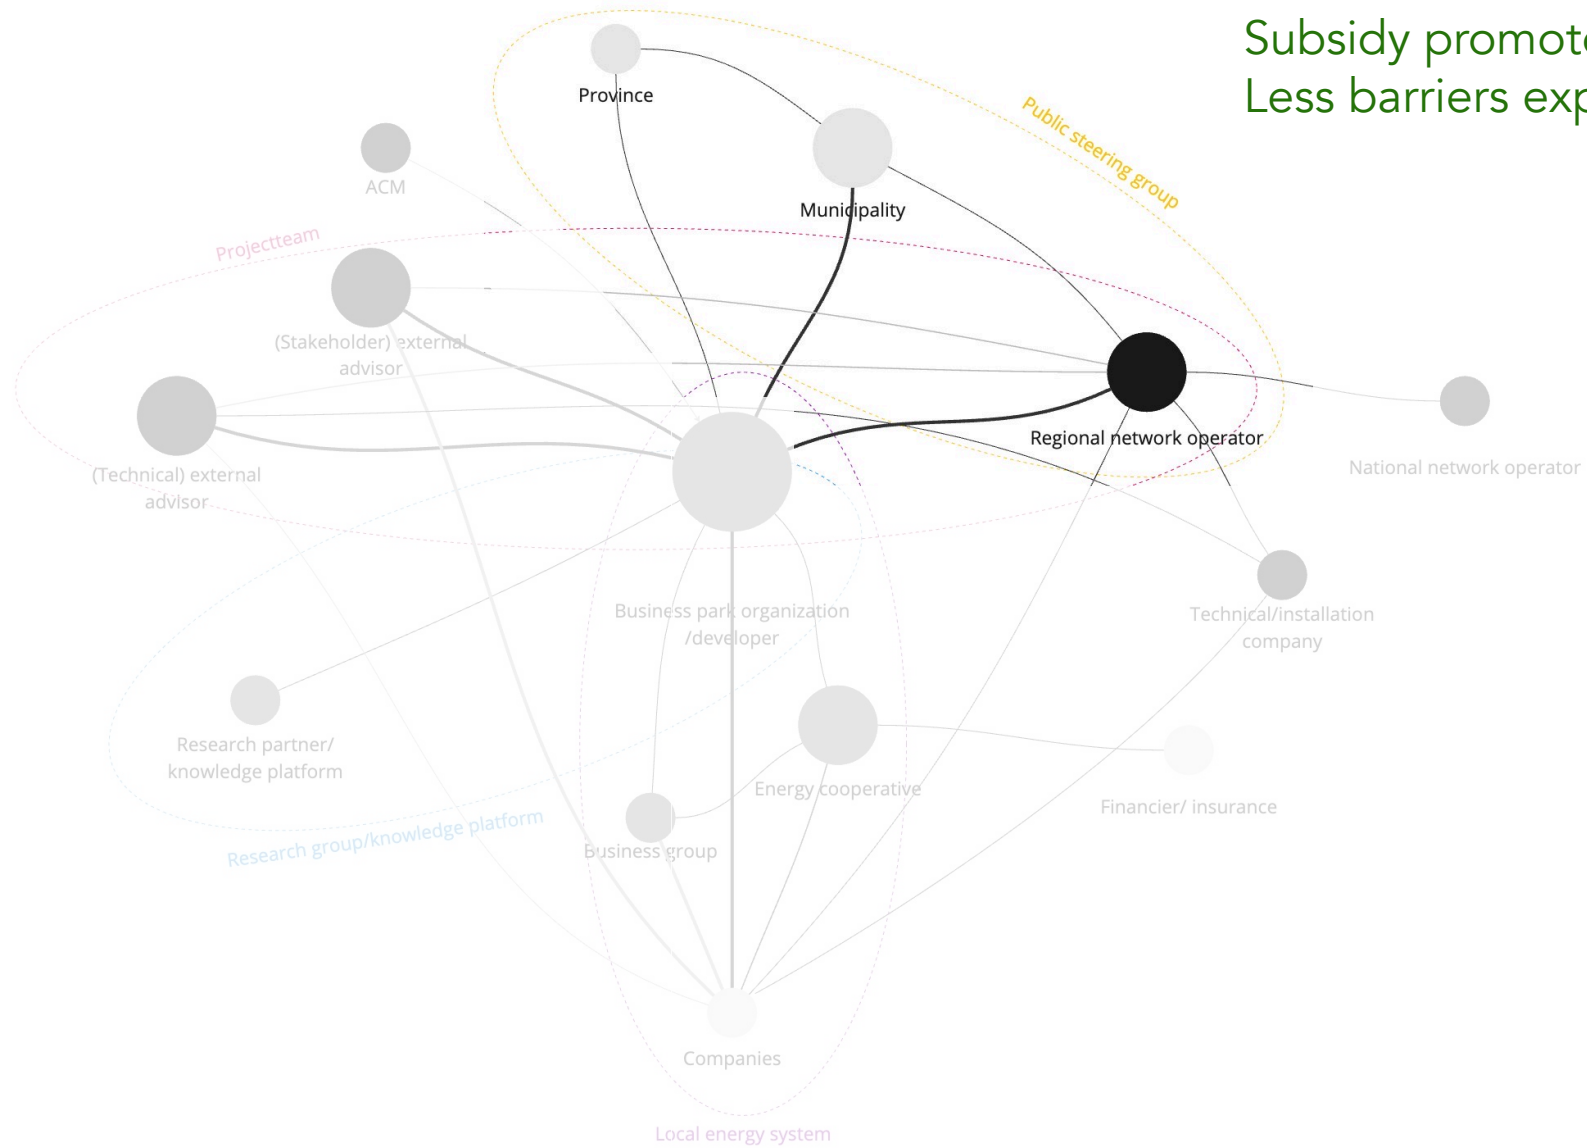 Subsidy
Less barriers
Province
Public steering group
ACM
Municipality
Projectteam
(Stakeholder) external
advisor
Regional network operator
National network operator
(Technical) external
advisor
Business park organization
/developer
Technical/installation
company
Research partner/
knowledge platform
Energy cooperative
Financier/ insurance
Research group/knowledge platform
Business group
Companies
Local energy system